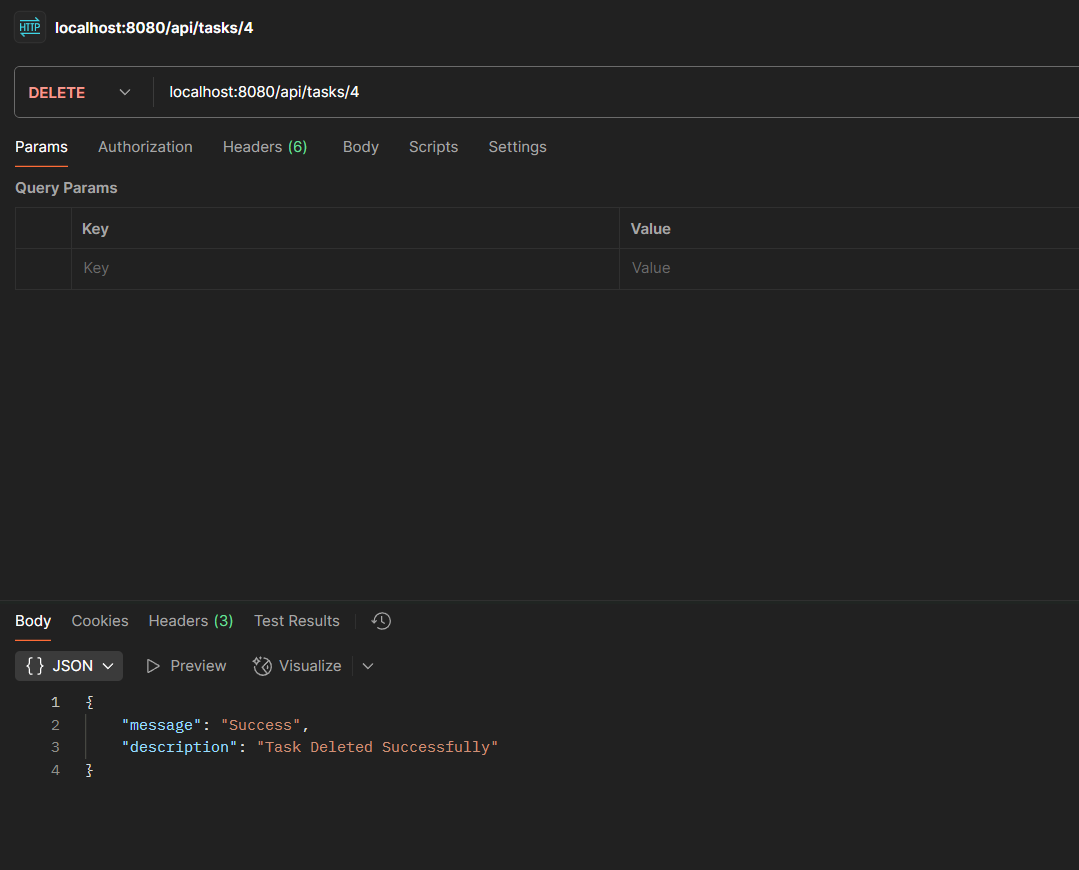 HTTP localhost:8080/api/tasks/4
DELETE localhost:8080/api/tasks/4
Params Authorization Headers (6) Body Scripts Settings
Query Params
Key Value
Key Value
Body Cookies Headers (3) Test Results
{} JSON Preview Visualize
1 {
2 "message": "Success",
3 "description": "Task Deleted Successfully"
4 }